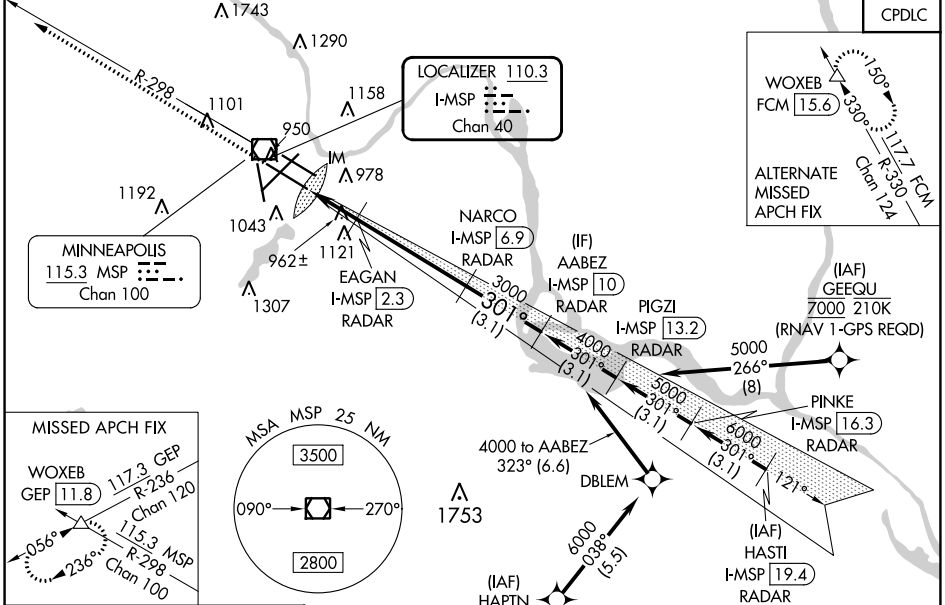 CPDLC
1743
1290
R-298
1101
1158
950
LOCALIZER 110.3
I-MSP
Chan 40
WOXEB
FCM 15.6
150°
330°
117.7 FCM
R-330
Chan 124
ALTERNATE
MISSED
APCH FIX
IM
978
1192
1043
962±
1121
1307
MINNEAPOLIS
115.3 MSP
Chan 100
EAGAN
I-MSP 2.3
RADAR
NARCO
I-MSP 6.9
RADAR
(IF)
AABEZ
I-MSP 10
RADAR
PIGZI
I-MSP 13.2
RADAR
(IAF)
GEEQU
7000 210K
(RNAV 1-GPS REQD)
3000
301°
(3.1)
4000
301°
(3.1)
5000
266°
(8)
5000
301°
(3.1)
PINKE
I-MSP 16.3
RADAR
6000
301°
(3.1)
121°
4000 to AABEZ
323° (6.6)
DBLEM
6000
038°
(5.5)
(IAF)
HAPTN
(IAF)
HASTI
I-MSP 19.4
RADAR
MISSED APCH FIX
WOXEB
GEP 11.8
117.3 GEP
R-236
Chan 120
056°
236°
115.3 MSP
R-298
Chan 100
MSA MSP 25 NM
3500
090°
270°
2800
1753